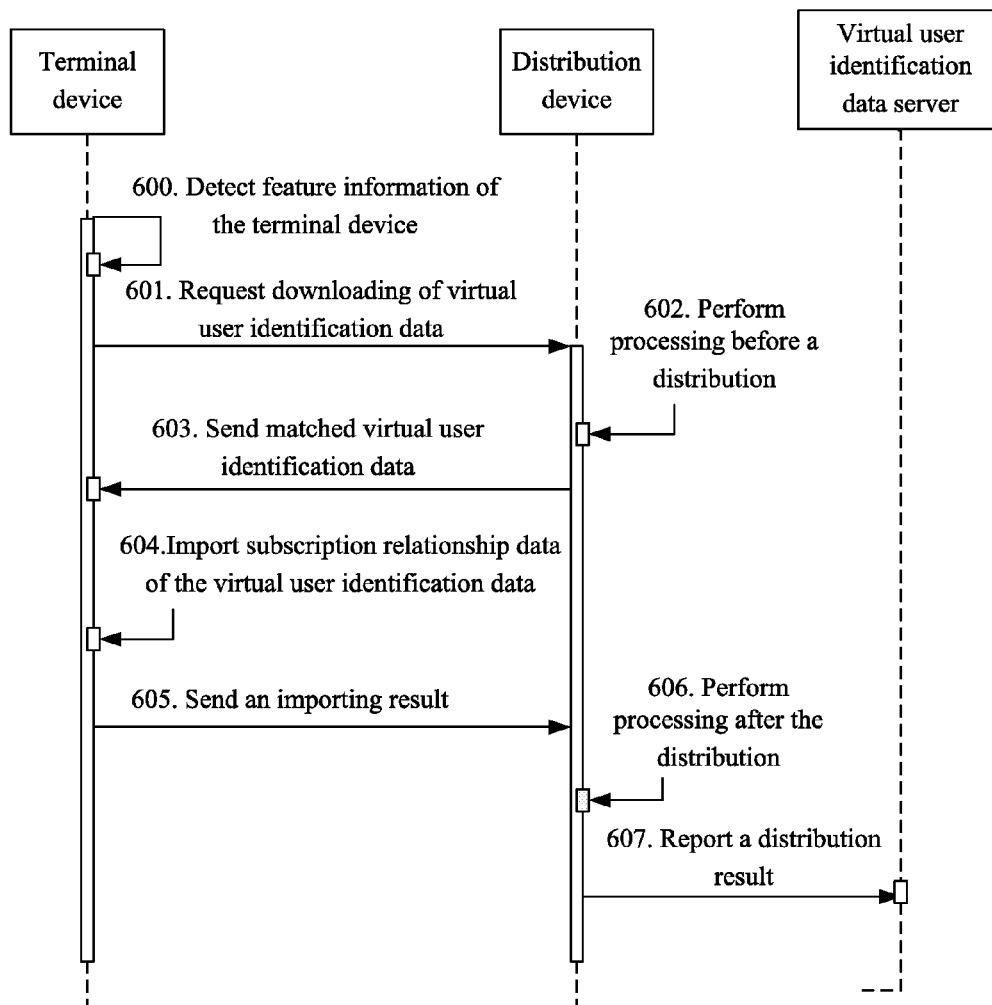 Terminal
device
Distribution
device
Virtual user
identification
data server
600. Detect feature information of
the terminal device
601. Request downloading of virtual
user identification data
602. Perform
processing before a
distribution
603. Send matched virtual user
identification data
604.Import subscription relationship data
of the virtual user identification data
605. Send an importing result
606. Perform
processing after the
distribution
607. Report a distribution
result